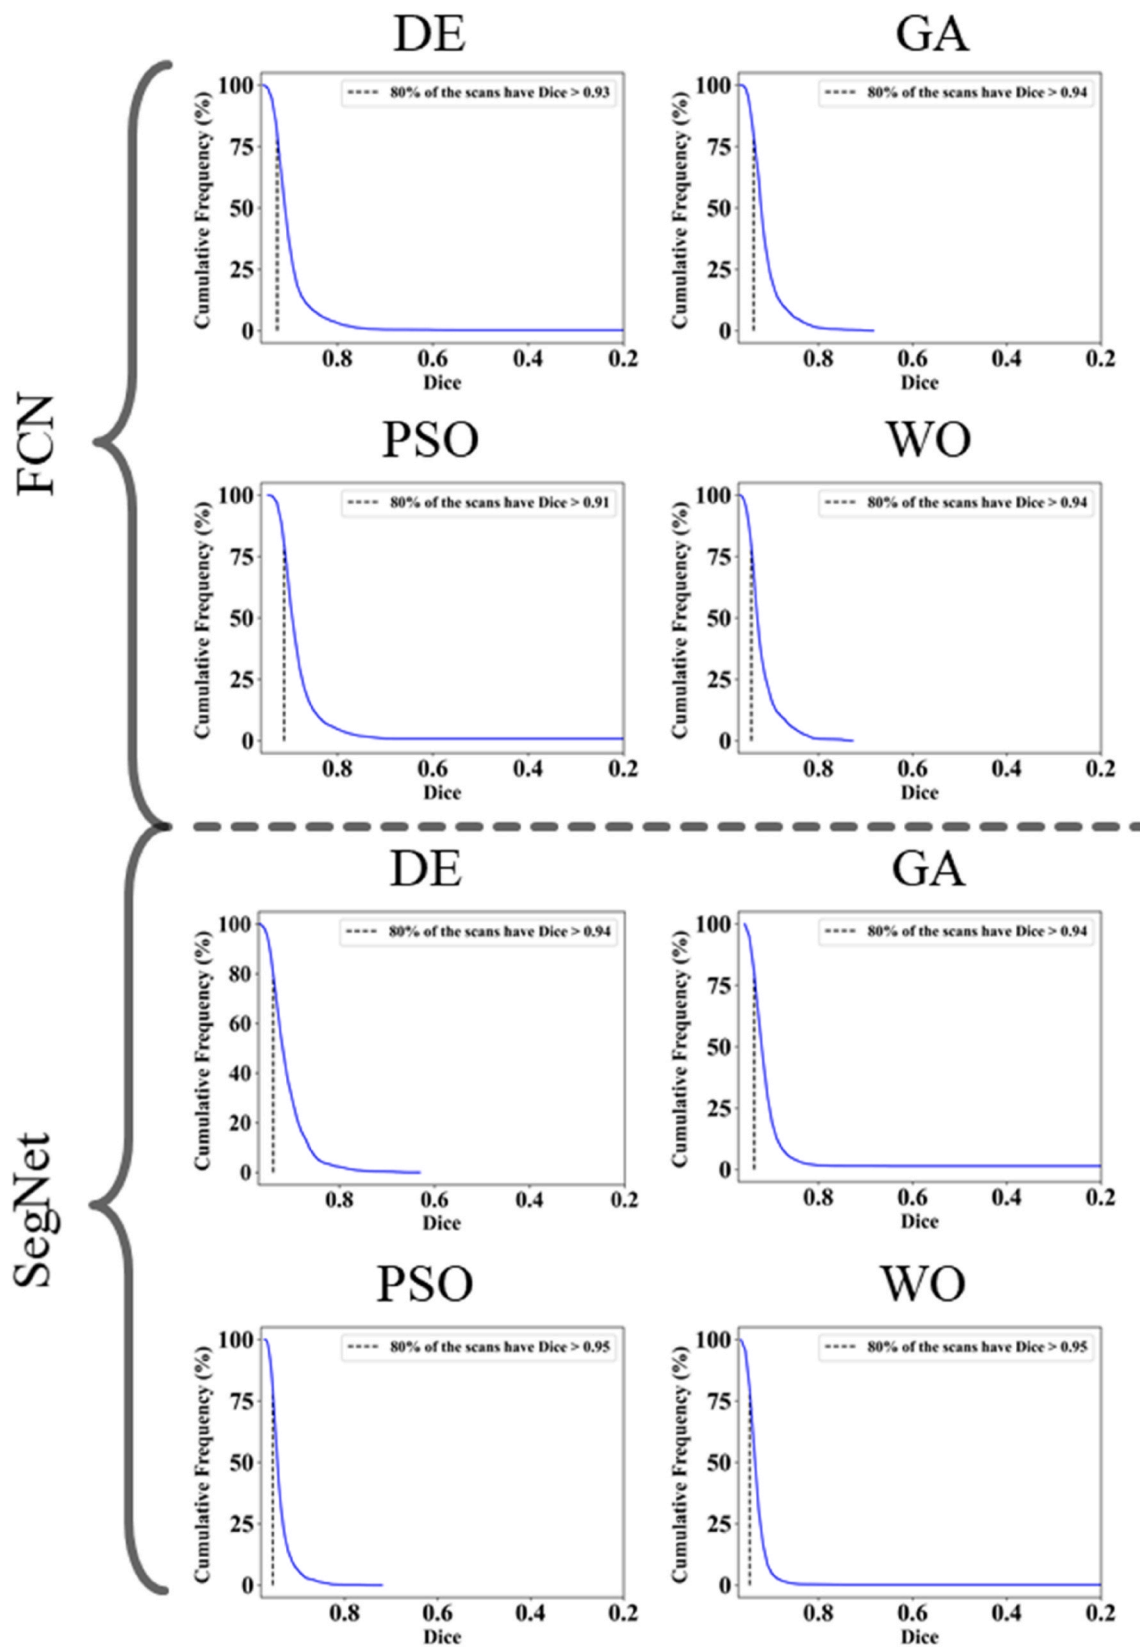 FCN
DE
100
75
50
25
0
Cumulative Frequency (%)
80% of the scans have Dice > 0.93
0.8 0.6 0.4 0.2
Dice
GA
100
75
50
25
0
Cumulative Frequency (%)
80% of the scans have Dice > 0.94
0.8 0.6 0.4 0.2
Dice
PSO
100
75
50
25
0
Cumulative Frequency (%)
80% of the scans have Dice > 0.91
0.8 0.6 0.4 0.2
Dice
WO
100
75
50
25
0
Cumulative Frequency (%)
80% of the scans have Dice > 0.94
0.8 0.6 0.4 0.2
Dice
SegNet
DE
100
80
60
40
20
0
Cumulative Frequency (%)
80% of the scans have Dice > 0.94
0.8 0.6 0.4 0.2
Dice
GA
100
75
50
25
0
Cumulative Frequency (%)
80% of the scans have Dice > 0.94
0.8 0.6 0.4 0.2
Dice
PSO
100
75
50
25
0
Cumulative Frequency (%)
80% of the scans have Dice > 0.95
0.8 0.6 0.4 0.2
Dice
WO
100
75
50
25
0
Cumulative Frequency (%)
80% of the scans have Dice > 0.95
0.8 0.6 0.4 0.2
Dice